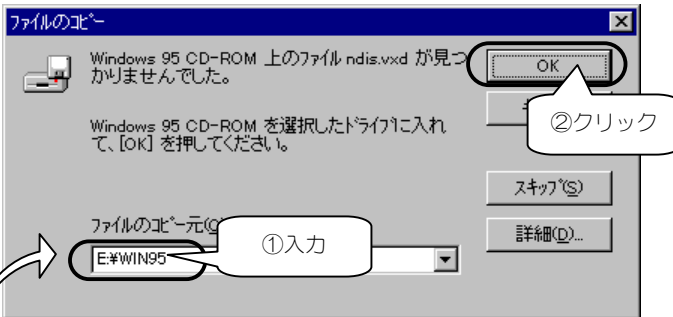 ファイルのコピー
Windows 95 CD-ROM 上のファイル ndis.vxd が見つ
かりませんでした。
OK
②クリック
Windows 95 CD-ROM を選択したドライブに入れ
て、[OK] を押してください。
スキップ(S)
ファイルのコピー元(O)
①入力
詳細(D)...
E:¥WIN95